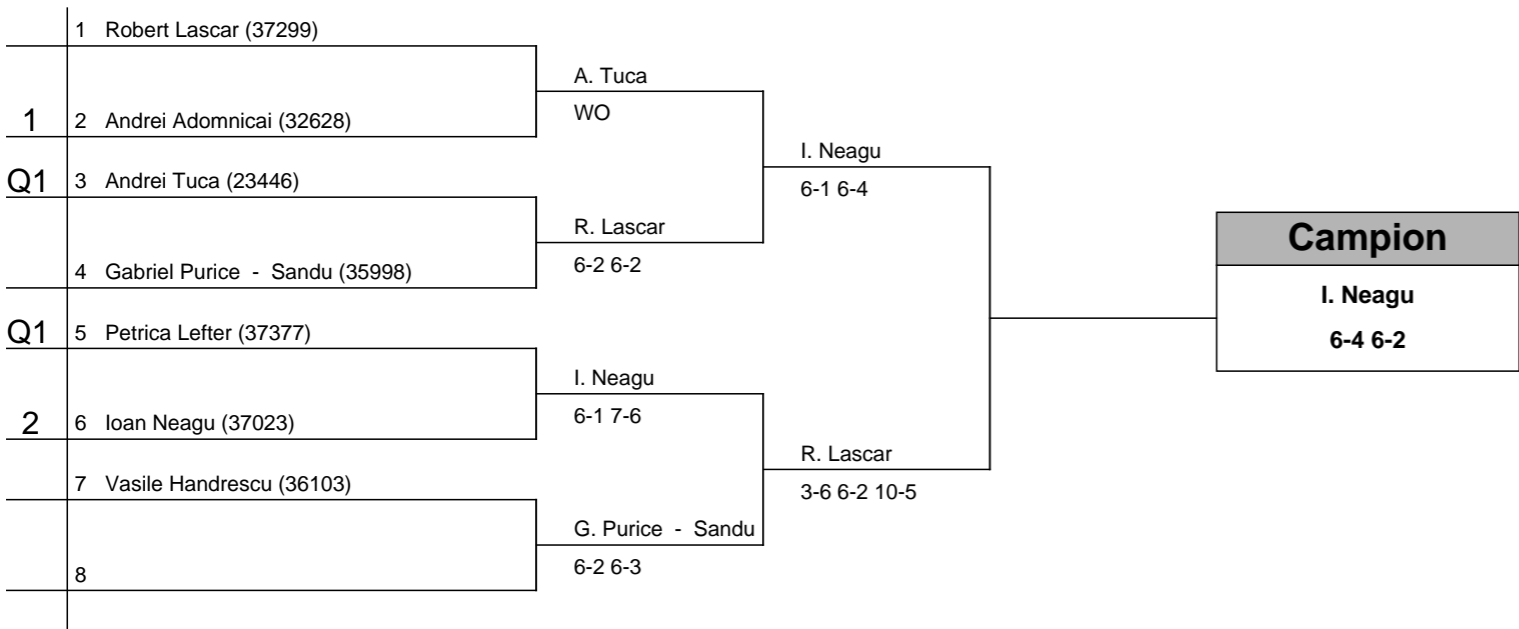 1 Robert Lascar (37299)
A. Tuca
1 2 Andrei Adomnicai (32628)
WO
I. Neagu
Q1 3 Andrei Tuca (23446)
6-1 6-4
R. Lascar
4 Gabriel Purice - Sandu (35998)
6-2 6-2
Campion
I. Neagu
6-4 6-2
Q1 5 Petrica Lefter (37377)
I. Neagu
2 6 Ioan Neagu (37023)
6-1 7-6
R. Lascar
7 Vasile Handrescu (36103)
3-6 6-2 10-5
G. Purice - Sandu
8
6-2 6-3